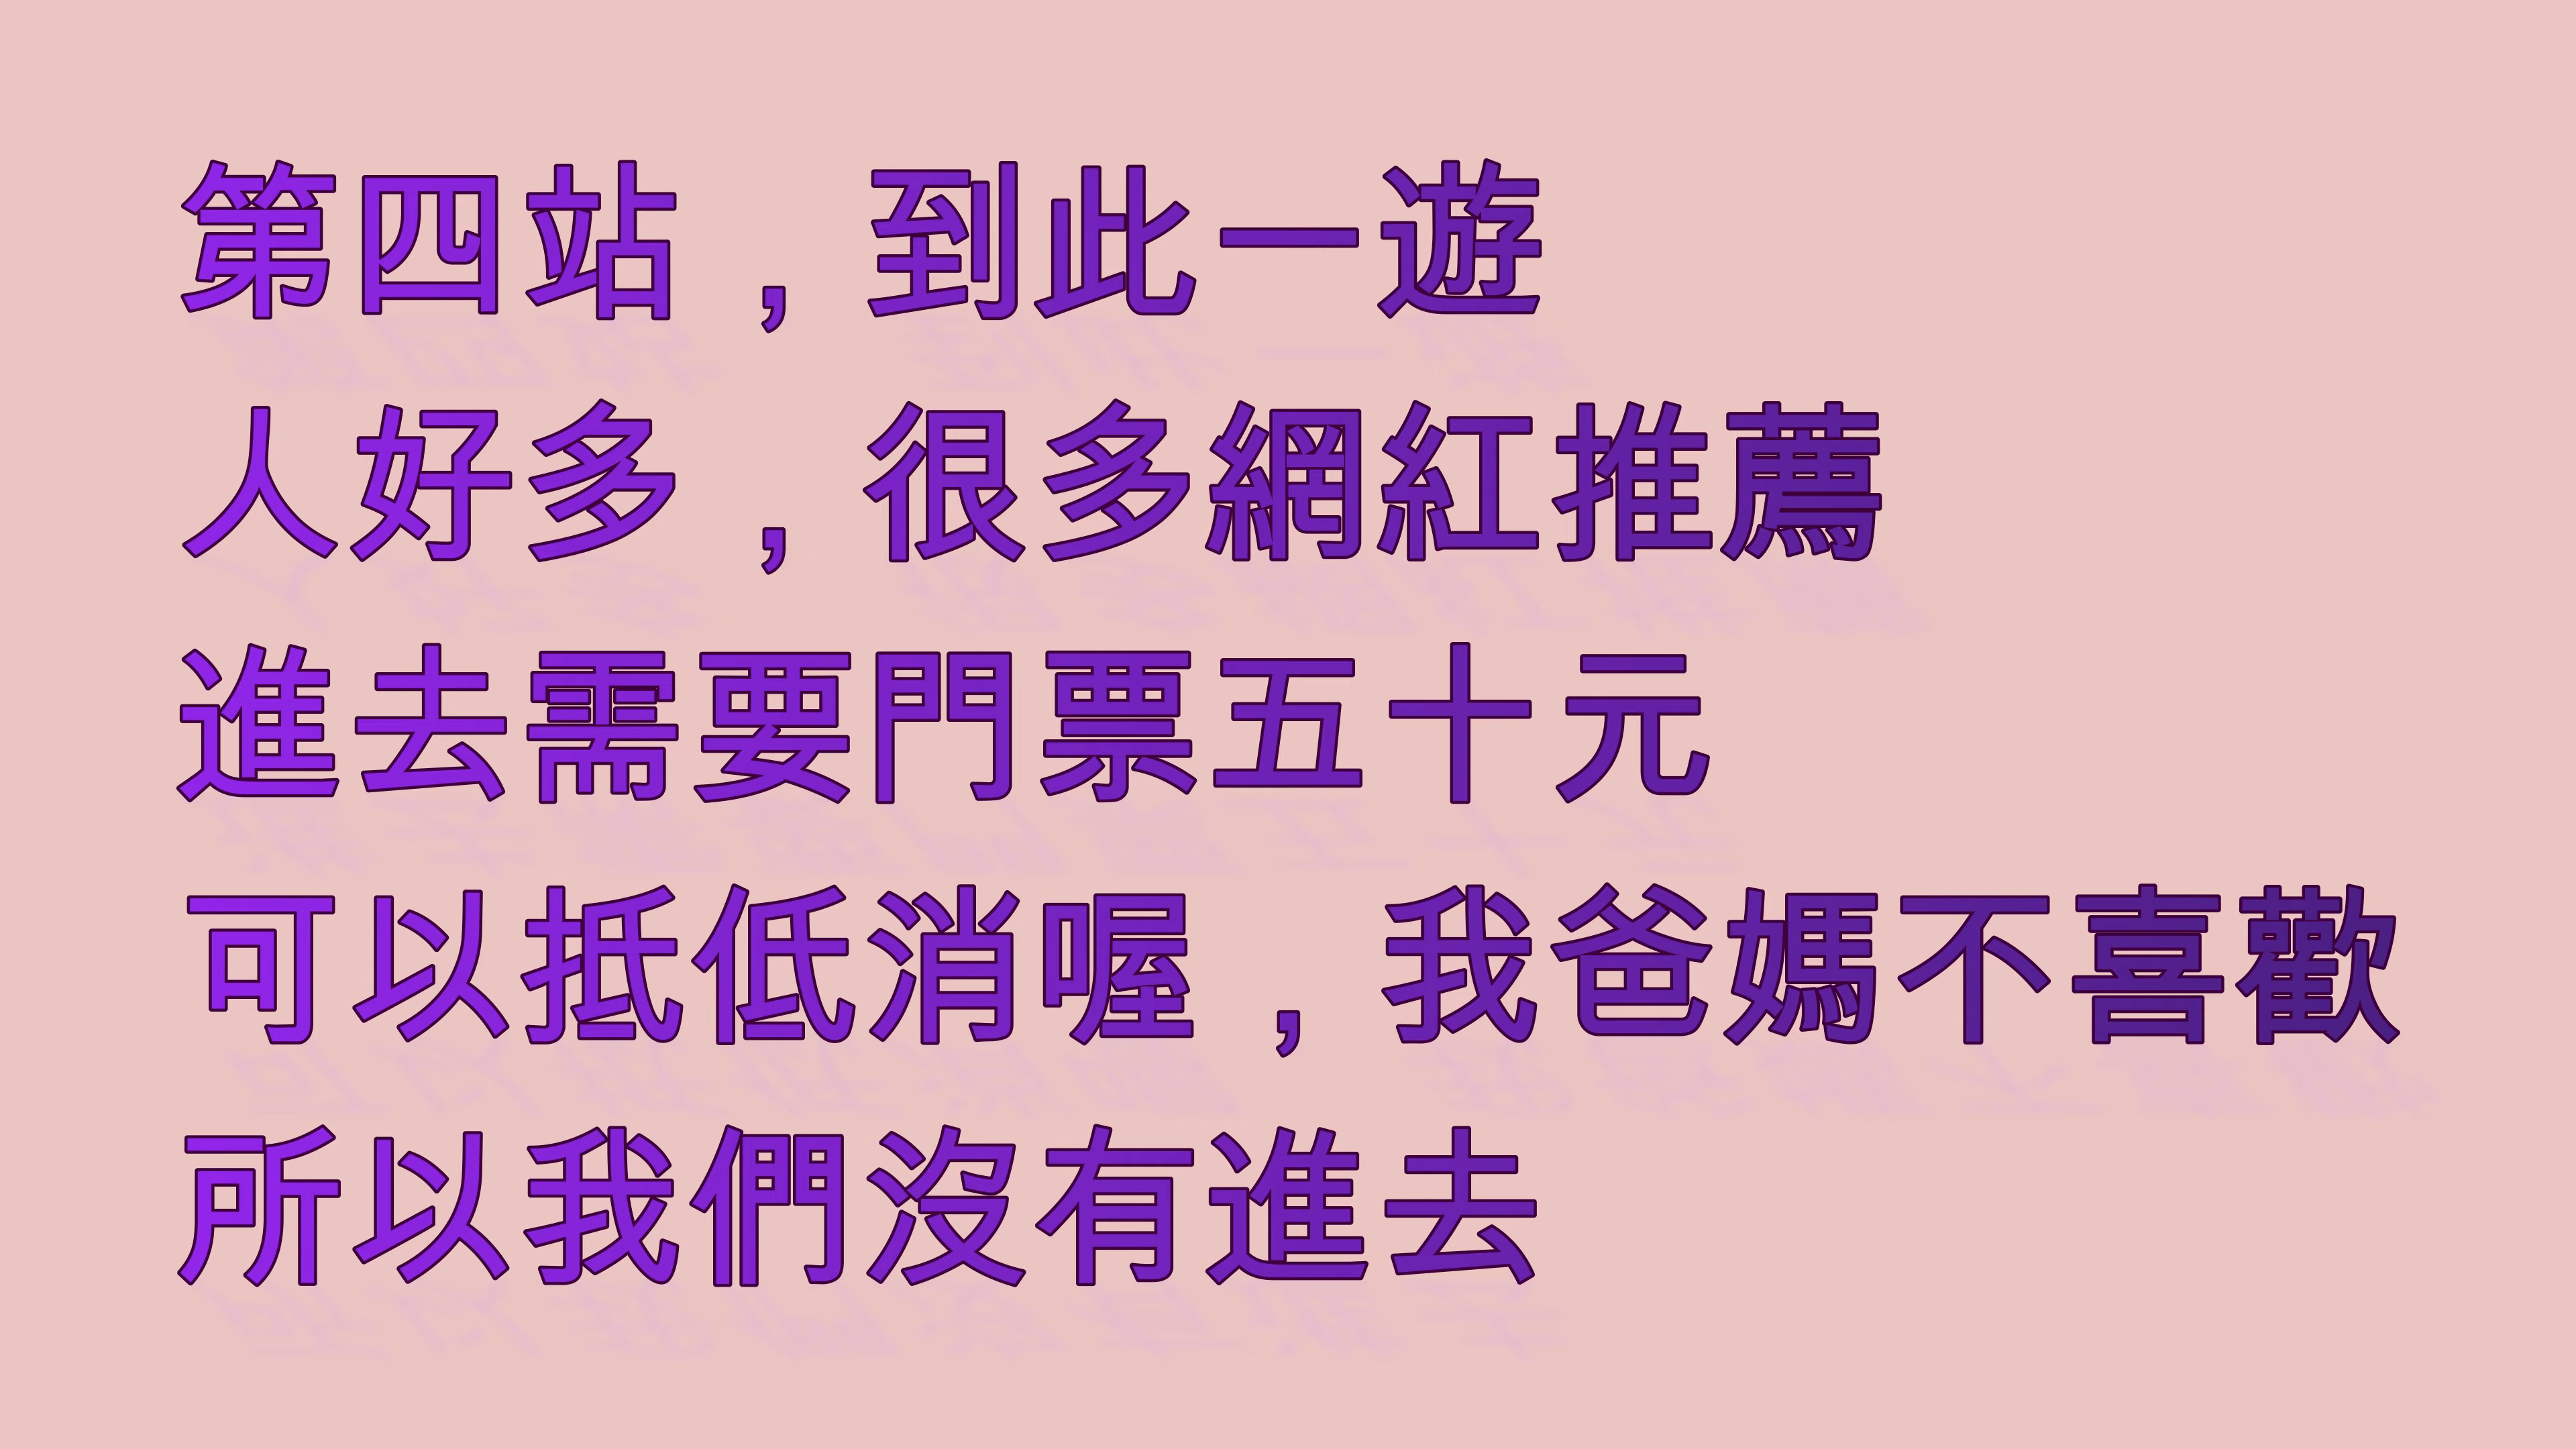 第四站，到此一遊
人好多，很多網紅推薦
進去需要門票五十元
可以抵低消喔，我爸媽不喜歡
所以我們沒有進去